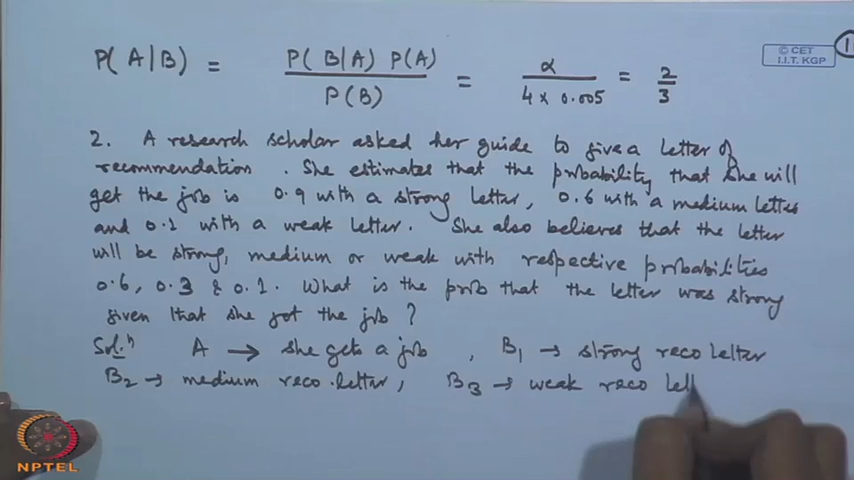 P(A|B) = P(B|A) P(A) / P(B) = α / 4 x 0.005 = 2/3
© CET
I.I.T. KGP
1
2. A research scholar asked her guide to give a letter of
recommendation. She estimates that the probability that she will
get the job is 0.9 with a strong letter, 0.6 with a medium letter
and 0.1 with a weak letter. She also believes that the letter
will be strong, medium or weak with respective probabilities
0.6, 0.3 & 0.1. What is the prob that the letter was strong
given that she got the job ?
Sol.ⁿ A → she gets a job , B₁ → strong reco letter
B₂ → medium reco. letter, B₃ → weak reco lett
NPTEL